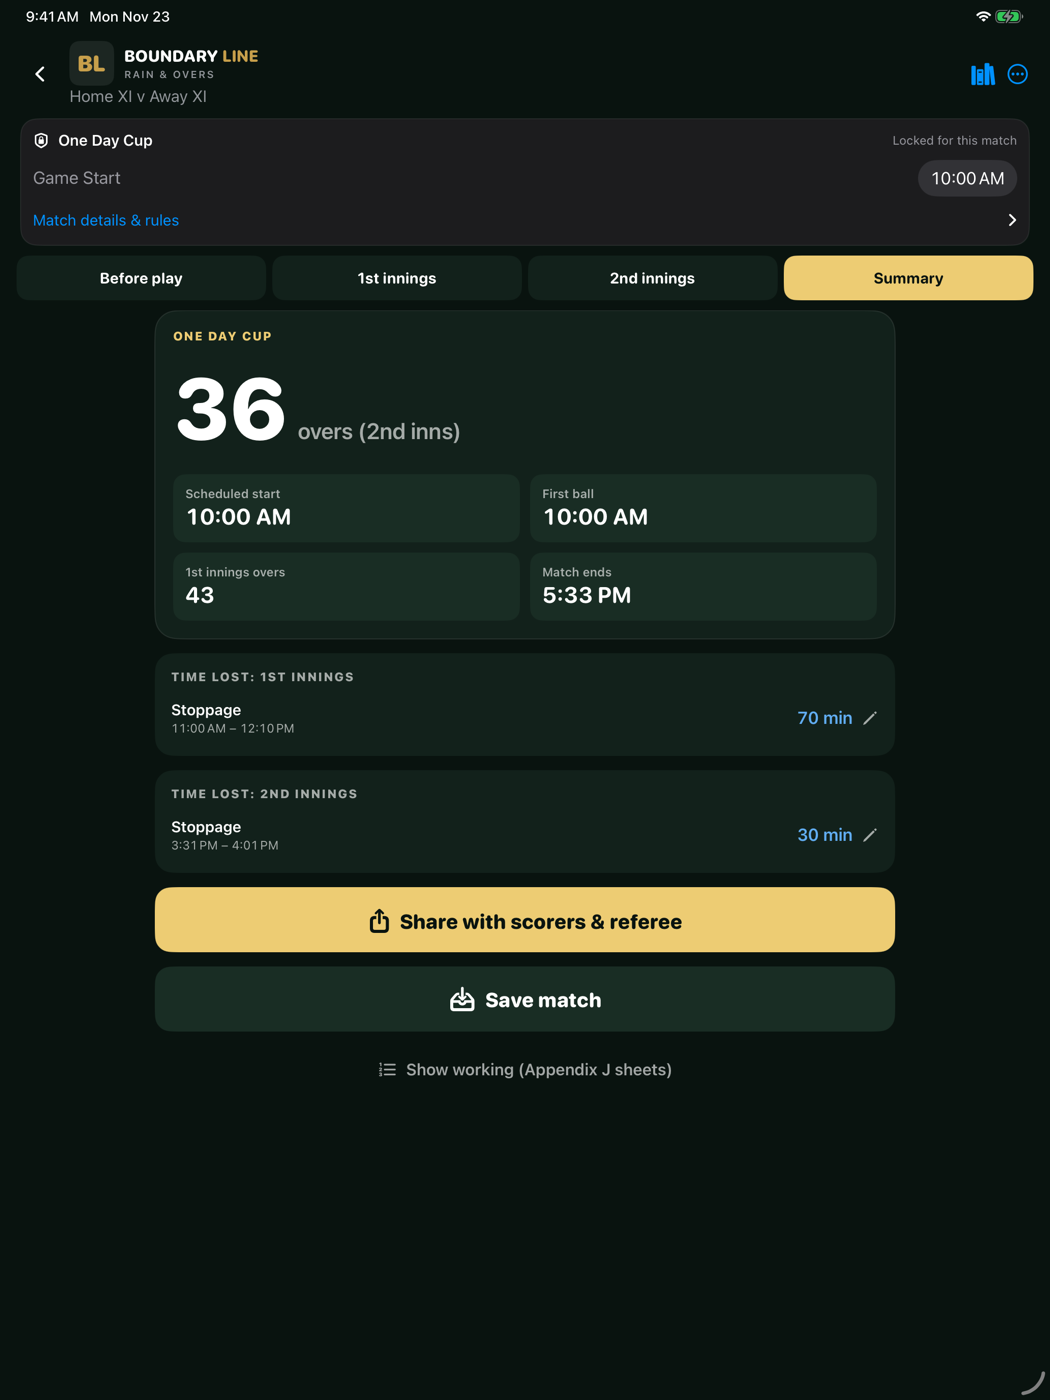 9:41 AM Mon Nov 23
BL
BOUNDARY LINE
RAIN & OVERS
Home XI v Away XI
One Day Cup
Locked for this match
Game Start
10:00 AM
Match details & rules
Before play
1st innings
2nd innings
Summary
ONE DAY CUP
36 overs (2nd inns)
Scheduled start
10:00 AM
First ball
10:00 AM
1st innings overs
43
Match ends
5:33 PM
TIME LOST: 1ST INNINGS
Stoppage
11:00 AM – 12:10 PM
70 min
TIME LOST: 2ND INNINGS
Stoppage
3:31 PM – 4:01 PM
30 min
Share with scorers & referee
Save match
Show working (Appendix J sheets)